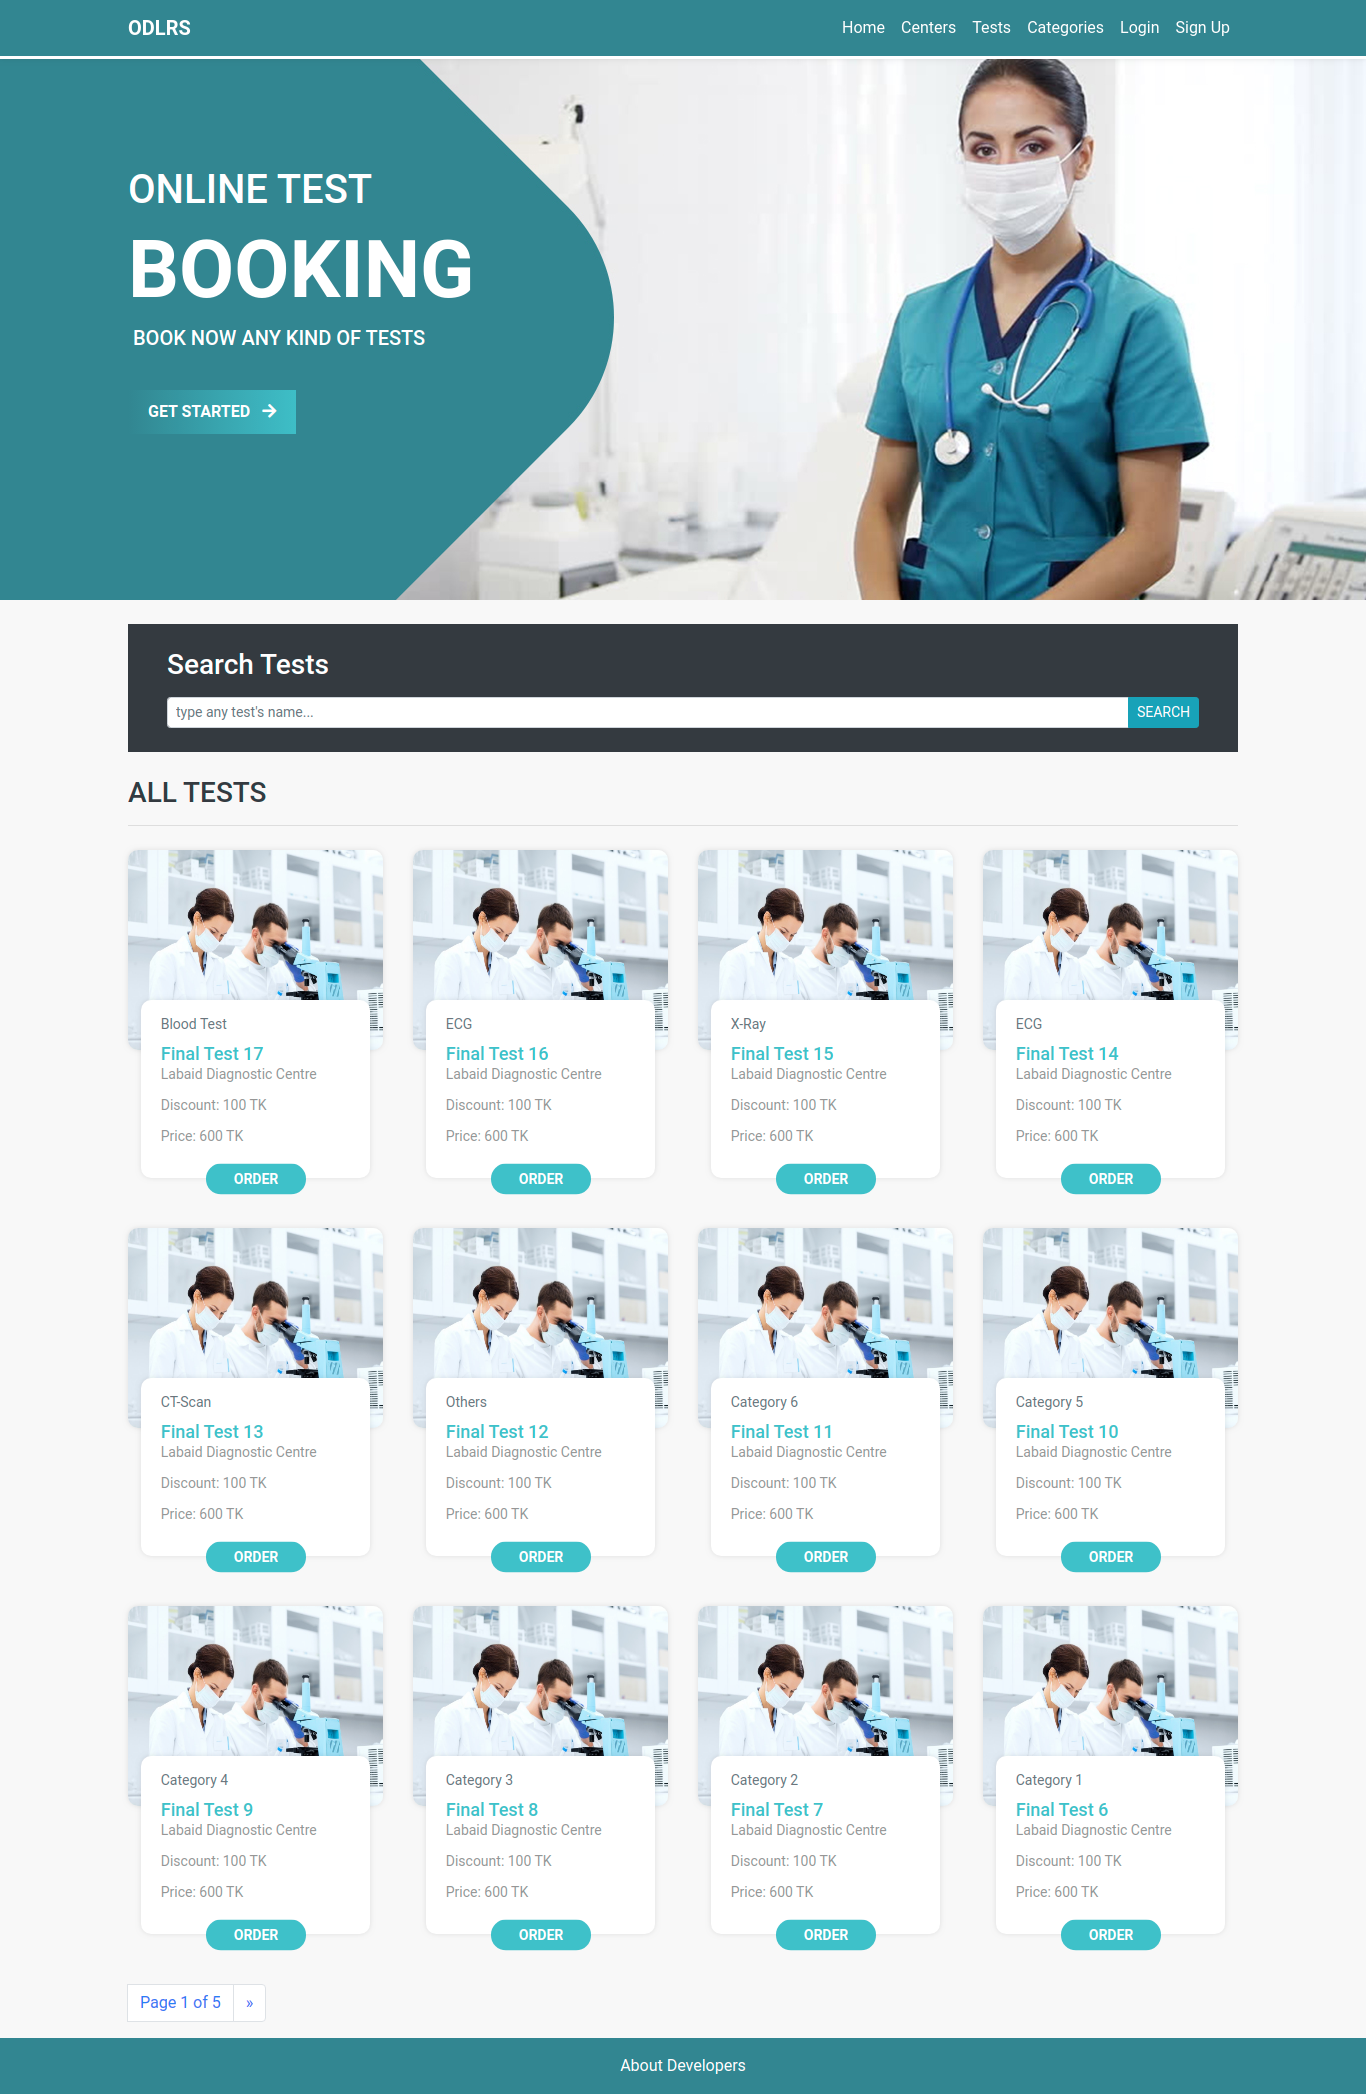 ODLRS
Home Centers Tests Categories Login Sign Up
ONLINE TEST
BOOKING
BOOK NOW ANY KIND OF TESTS
GET STARTED →
Search Tests
type any test's name...
SEARCH
ALL TESTS
Blood Test
Final Test 17
Labaid Diagnostic Centre
Discount: 100 TK
Price: 600 TK
ORDER
ECG
Final Test 16
Labaid Diagnostic Centre
Discount: 100 TK
Price: 600 TK
ORDER
X-Ray
Final Test 15
Labaid Diagnostic Centre
Discount: 100 TK
Price: 600 TK
ORDER
ECG
Final Test 14
Labaid Diagnostic Centre
Discount: 100 TK
Price: 600 TK
ORDER
CT-Scan
Final Test 13
Labaid Diagnostic Centre
Discount: 100 TK
Price: 600 TK
ORDER
Others
Final Test 12
Labaid Diagnostic Centre
Discount: 100 TK
Price: 600 TK
ORDER
Category 6
Final Test 11
Labaid Diagnostic Centre
Discount: 100 TK
Price: 600 TK
ORDER
Category 5
Final Test 10
Labaid Diagnostic Centre
Discount: 100 TK
Price: 600 TK
ORDER
Category 4
Final Test 9
Labaid Diagnostic Centre
Discount: 100 TK
Price: 600 TK
ORDER
Category 3
Final Test 8
Labaid Diagnostic Centre
Discount: 100 TK
Price: 600 TK
ORDER
Category 2
Final Test 7
Labaid Diagnostic Centre
Discount: 100 TK
Price: 600 TK
ORDER
Category 1
Final Test 6
Labaid Diagnostic Centre
Discount: 100 TK
Price: 600 TK
ORDER
Page 1 of 5 »
About Developers